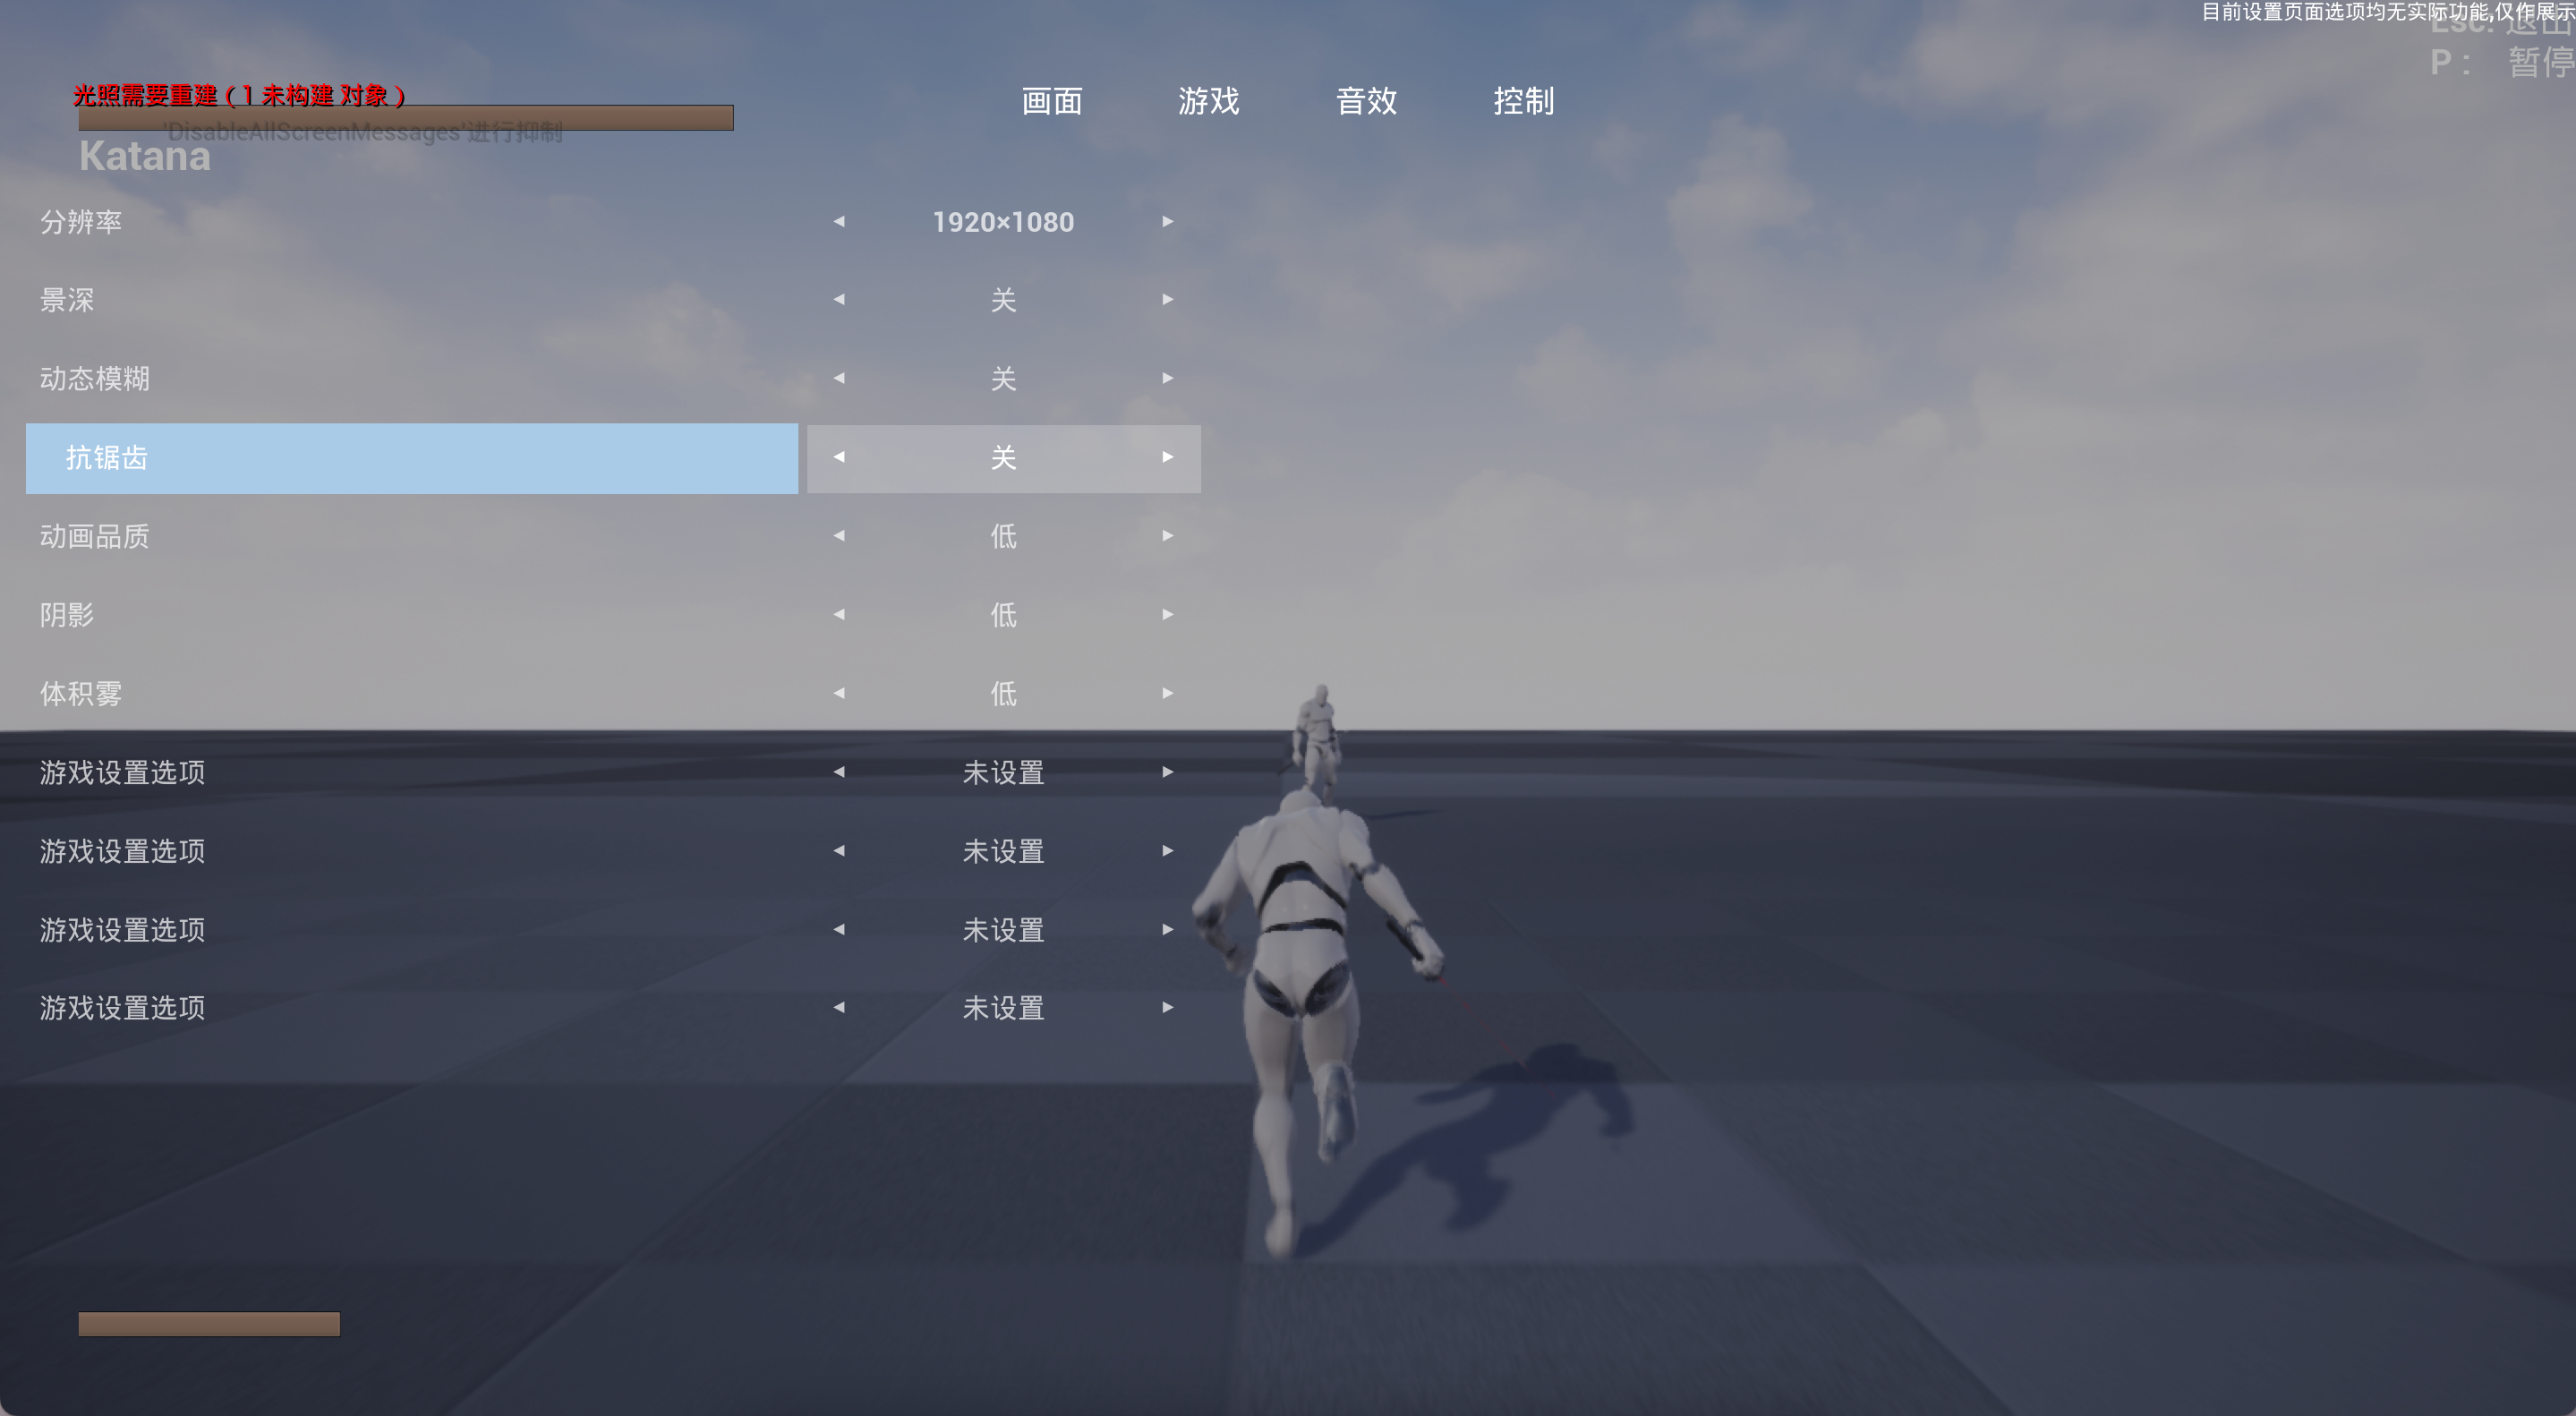 目前设置页面选项均无实际功能,仅作展示
Esc: 退出
P： 暂停
光照需要重建（1 未构建 对象）
'DisableAllScreenMessages'进行抑制
Katana
画面 游戏 音效 控制
分辨率 ◄ 1920×1080 ►
景深 ◄ 关 ►
动态模糊 ◄ 关 ►
抗锯齿 ◄ 关 ►
动画品质 ◄ 低 ►
阴影 ◄ 低 ►
体积雾 ◄ 低 ►
游戏设置选项 ◄ 未设置 ►
游戏设置选项 ◄ 未设置 ►
游戏设置选项 ◄ 未设置 ►
游戏设置选项 ◄ 未设置 ►